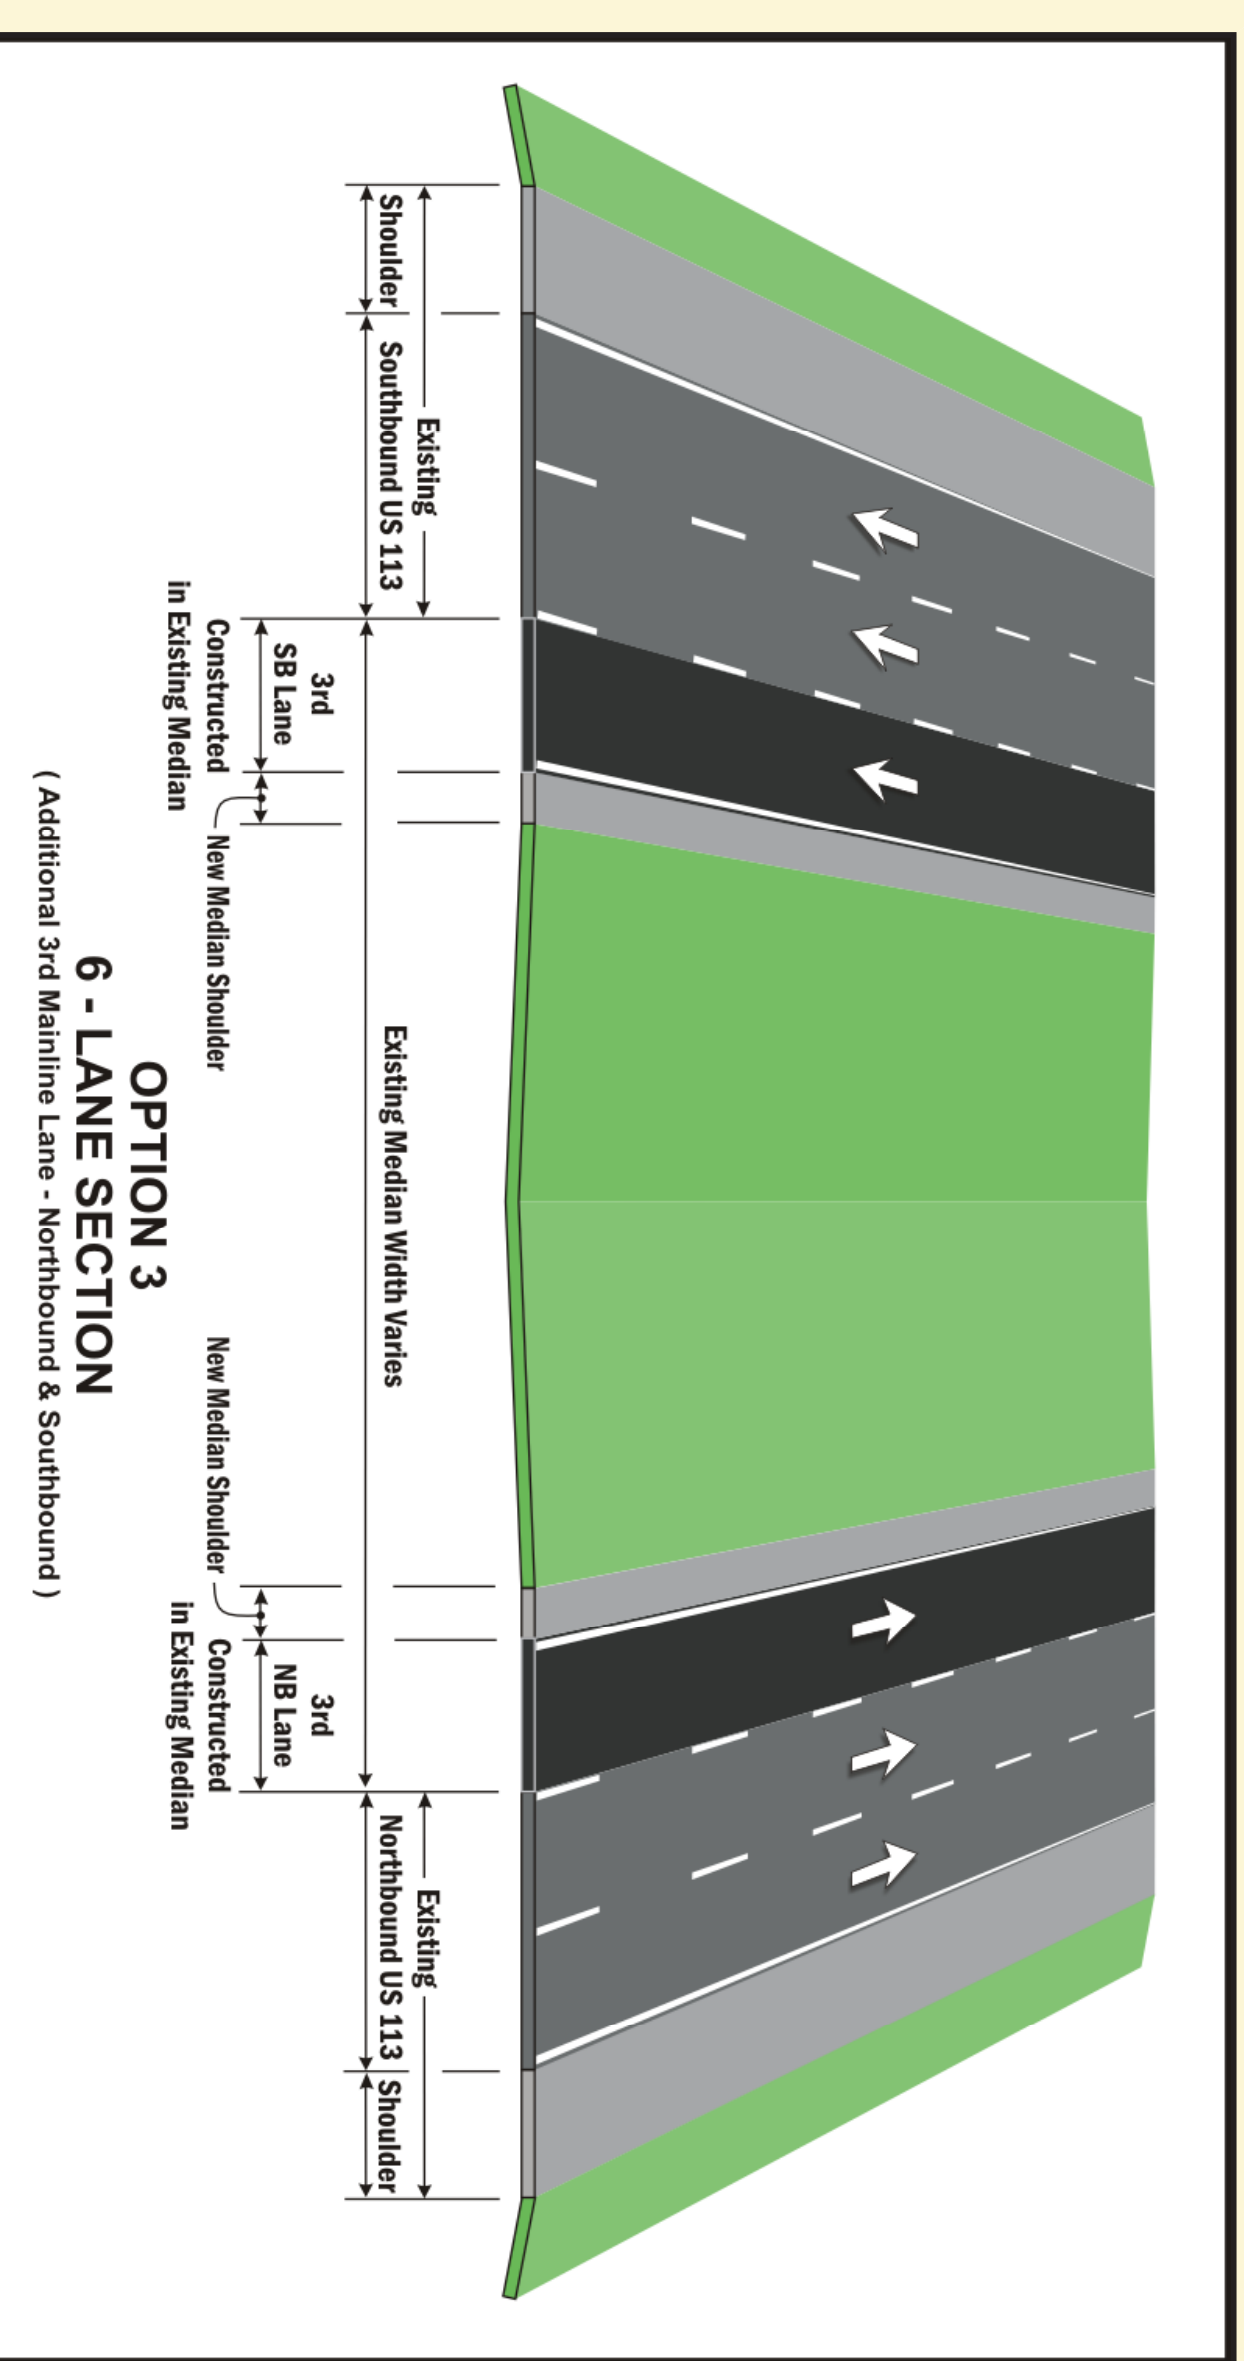 Existing
Existing
Shoulder
Southbound US 113
Existing Median Width Varies
Northbound US 113
Shoulder
3rd
SB Lane
3rd
NB Lane
Constructed
in Existing Median
New Median Shoulder
New Median Shoulder
Constructed
in Existing Median
OPTION 3
6 - LANE SECTION
( Additional 3rd Mainline Lane - Northbound & Southbound )